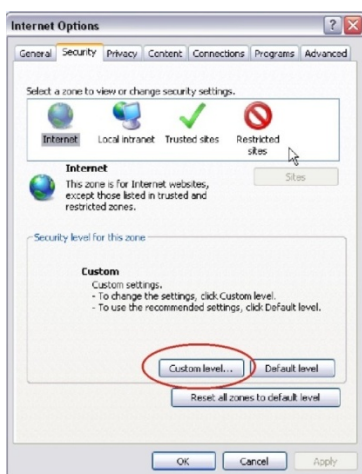 Internet Options
General Security Privacy Content Connections Programs Advanced
Select a zone to view or change security settings.
Internet Local intranet Trusted sites Restricted
sites
Internet
Sites
This zone is for Internet websites,
except those listed in trusted and
restricted zones.
Security level for this zone
Custom
Custom settings.
- To change the settings, click Custom level.
- To use the recommended settings, click Default level.
Custom level... Default level
Reset all zones to default level
OK Cancel Apply